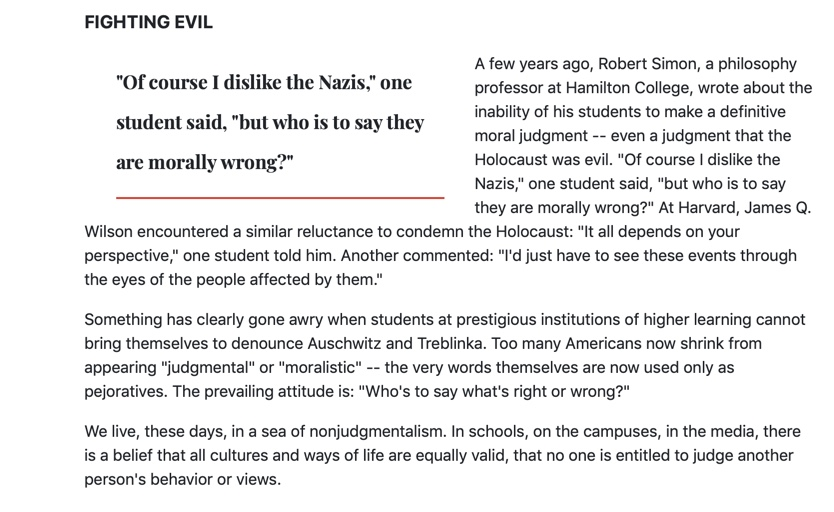 FIGHTING EVIL
"Of course I dislike the Nazis," one
student said, "but who is to say they
are morally wrong?"
A few years ago, Robert Simon, a philosophy
professor at Hamilton College, wrote about the
inability of his students to make a definitive
moral judgment -- even a judgment that the
Holocaust was evil. "Of course I dislike the
Nazis," one student said, "but who is to say
they are morally wrong?" At Harvard, James Q.
Wilson encountered a similar reluctance to condemn the Holocaust: "It all depends on your
perspective," one student told him. Another commented: "I'd just have to see these events through
the eyes of the people affected by them."
Something has clearly gone awry when students at prestigious institutions of higher learning cannot
bring themselves to denounce Auschwitz and Treblinka. Too many Americans now shrink from
appearing "judgmental" or "moralistic" -- the very words themselves are now used only as
pejoratives. The prevailing attitude is: "Who's to say what's right or wrong?"
We live, these days, in a sea of nonjudgmentalism. In schools, on the campuses, in the media, there
is a belief that all cultures and ways of life are equally valid, that no one is entitled to judge another
person's behavior or views.